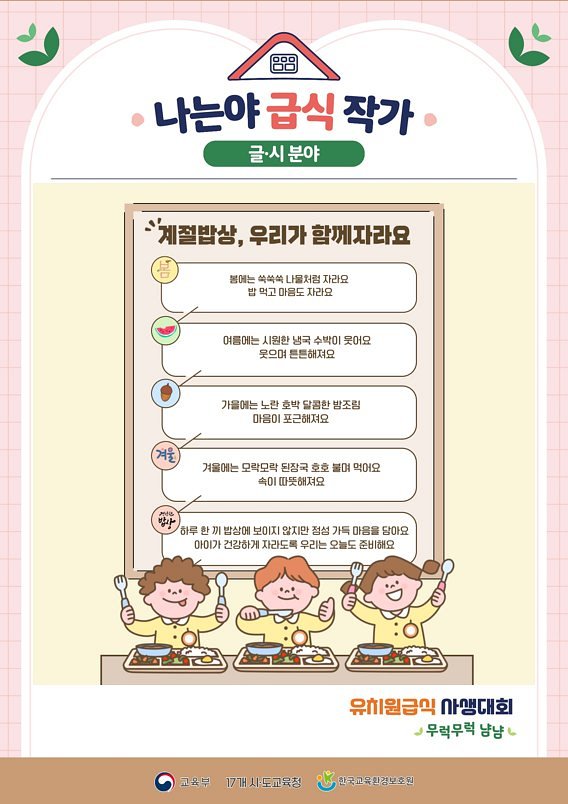 나는야 급식 작가
글·시 분야
계절밥상, 우리가 함께자라요
봄
봄에는 쑥쑥쑥 나물처럼 자라요
밥 먹고 마음도 자라요
여름에는 시원한 냉국 수박이 웃어요
웃으며 튼튼해져요
가을에는 노란 호박 달콤한 밤조림
마음이 포근해져요
겨울
겨울에는 모락모락 된장국 호호 불며 먹어요
속이 따뜻해져요
밥상
하루 한 끼 밥상에 보이지 않지만 정성 가득 마음을 담아요
아이가 건강하게 자라도록 우리는 오늘도 준비해요
유치원급식 사생대회
무럭무럭 냠냠
교육부 17개 시·도교육청 한국교육환경보호원